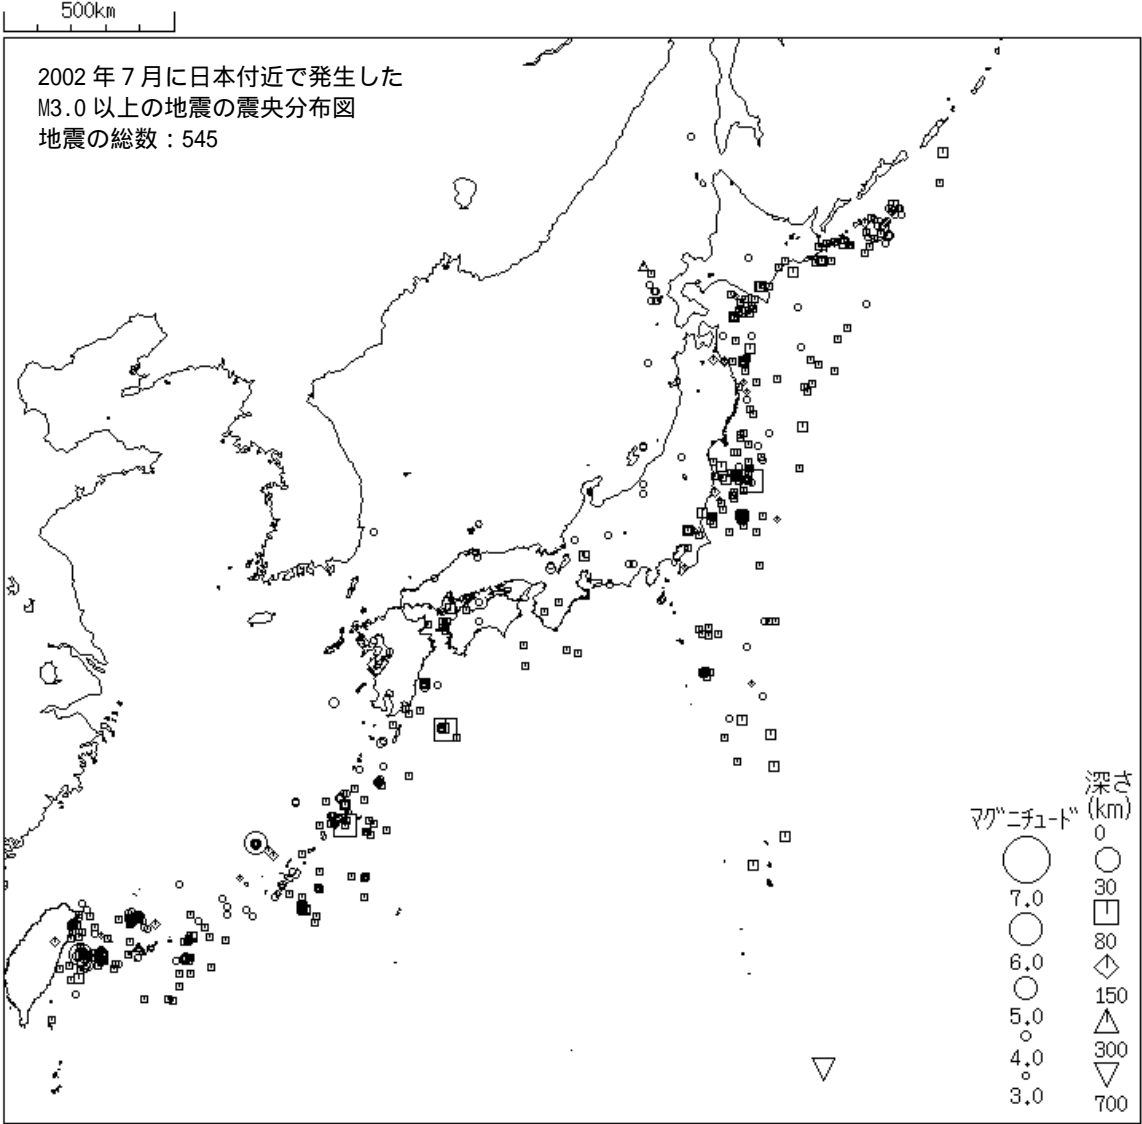 500km
2002 年 7 月に日本付近で発生した
M3.0 以上の地震の震央分布図
地震の総数：545
深さ
(km)
マグニチュード
0
30
80
150
300
700
7.0
6.0
5.0
4.0
3.0